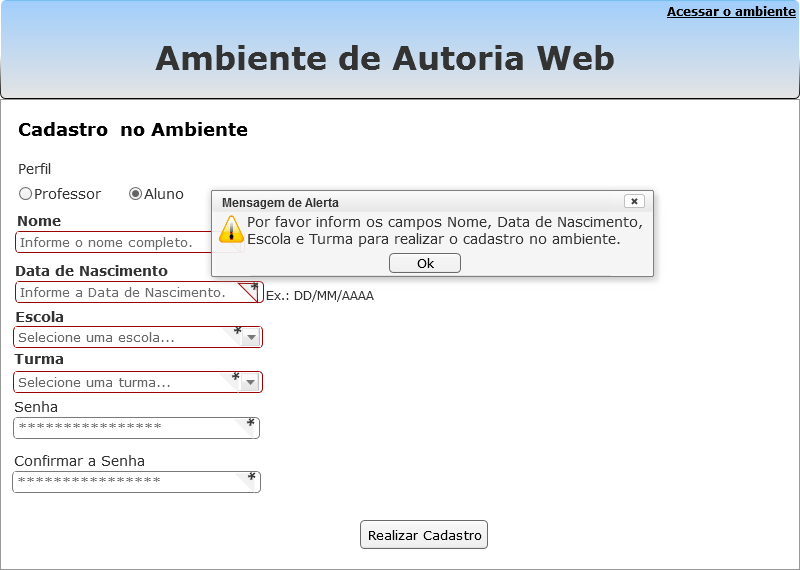 Acessar o ambiente
Ambiente de Autoria Web
Cadastro no Ambiente
Perfil
Professor Aluno
Mensagem de Alerta
Por favor inform os campos Nome, Data de Nascimento,
Escola e Turma para realizar o cadastro no ambiente.
Ok
Nome
Informe o nome completo.
Data de Nascimento
Informe a Data de Nascimento. *
Ex.: DD/MM/AAAA
Escola
Selecione uma escola... *
Turma
Selecione uma turma... *
Senha
**************** *
Confirmar a Senha
**************** *
Realizar Cadastro